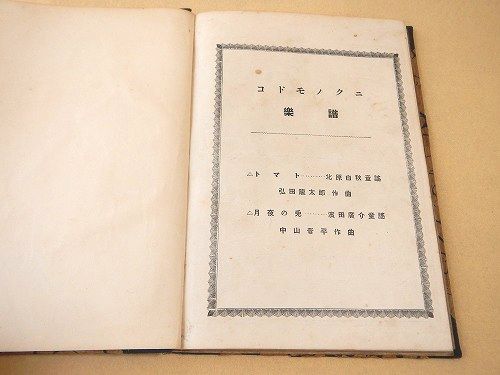 コドモノクニ
樂譜
△トマト………北原白秋童謠
弘田龍太郎作曲
△月夜の兎………濱田廣介童謠
中山晉平作曲